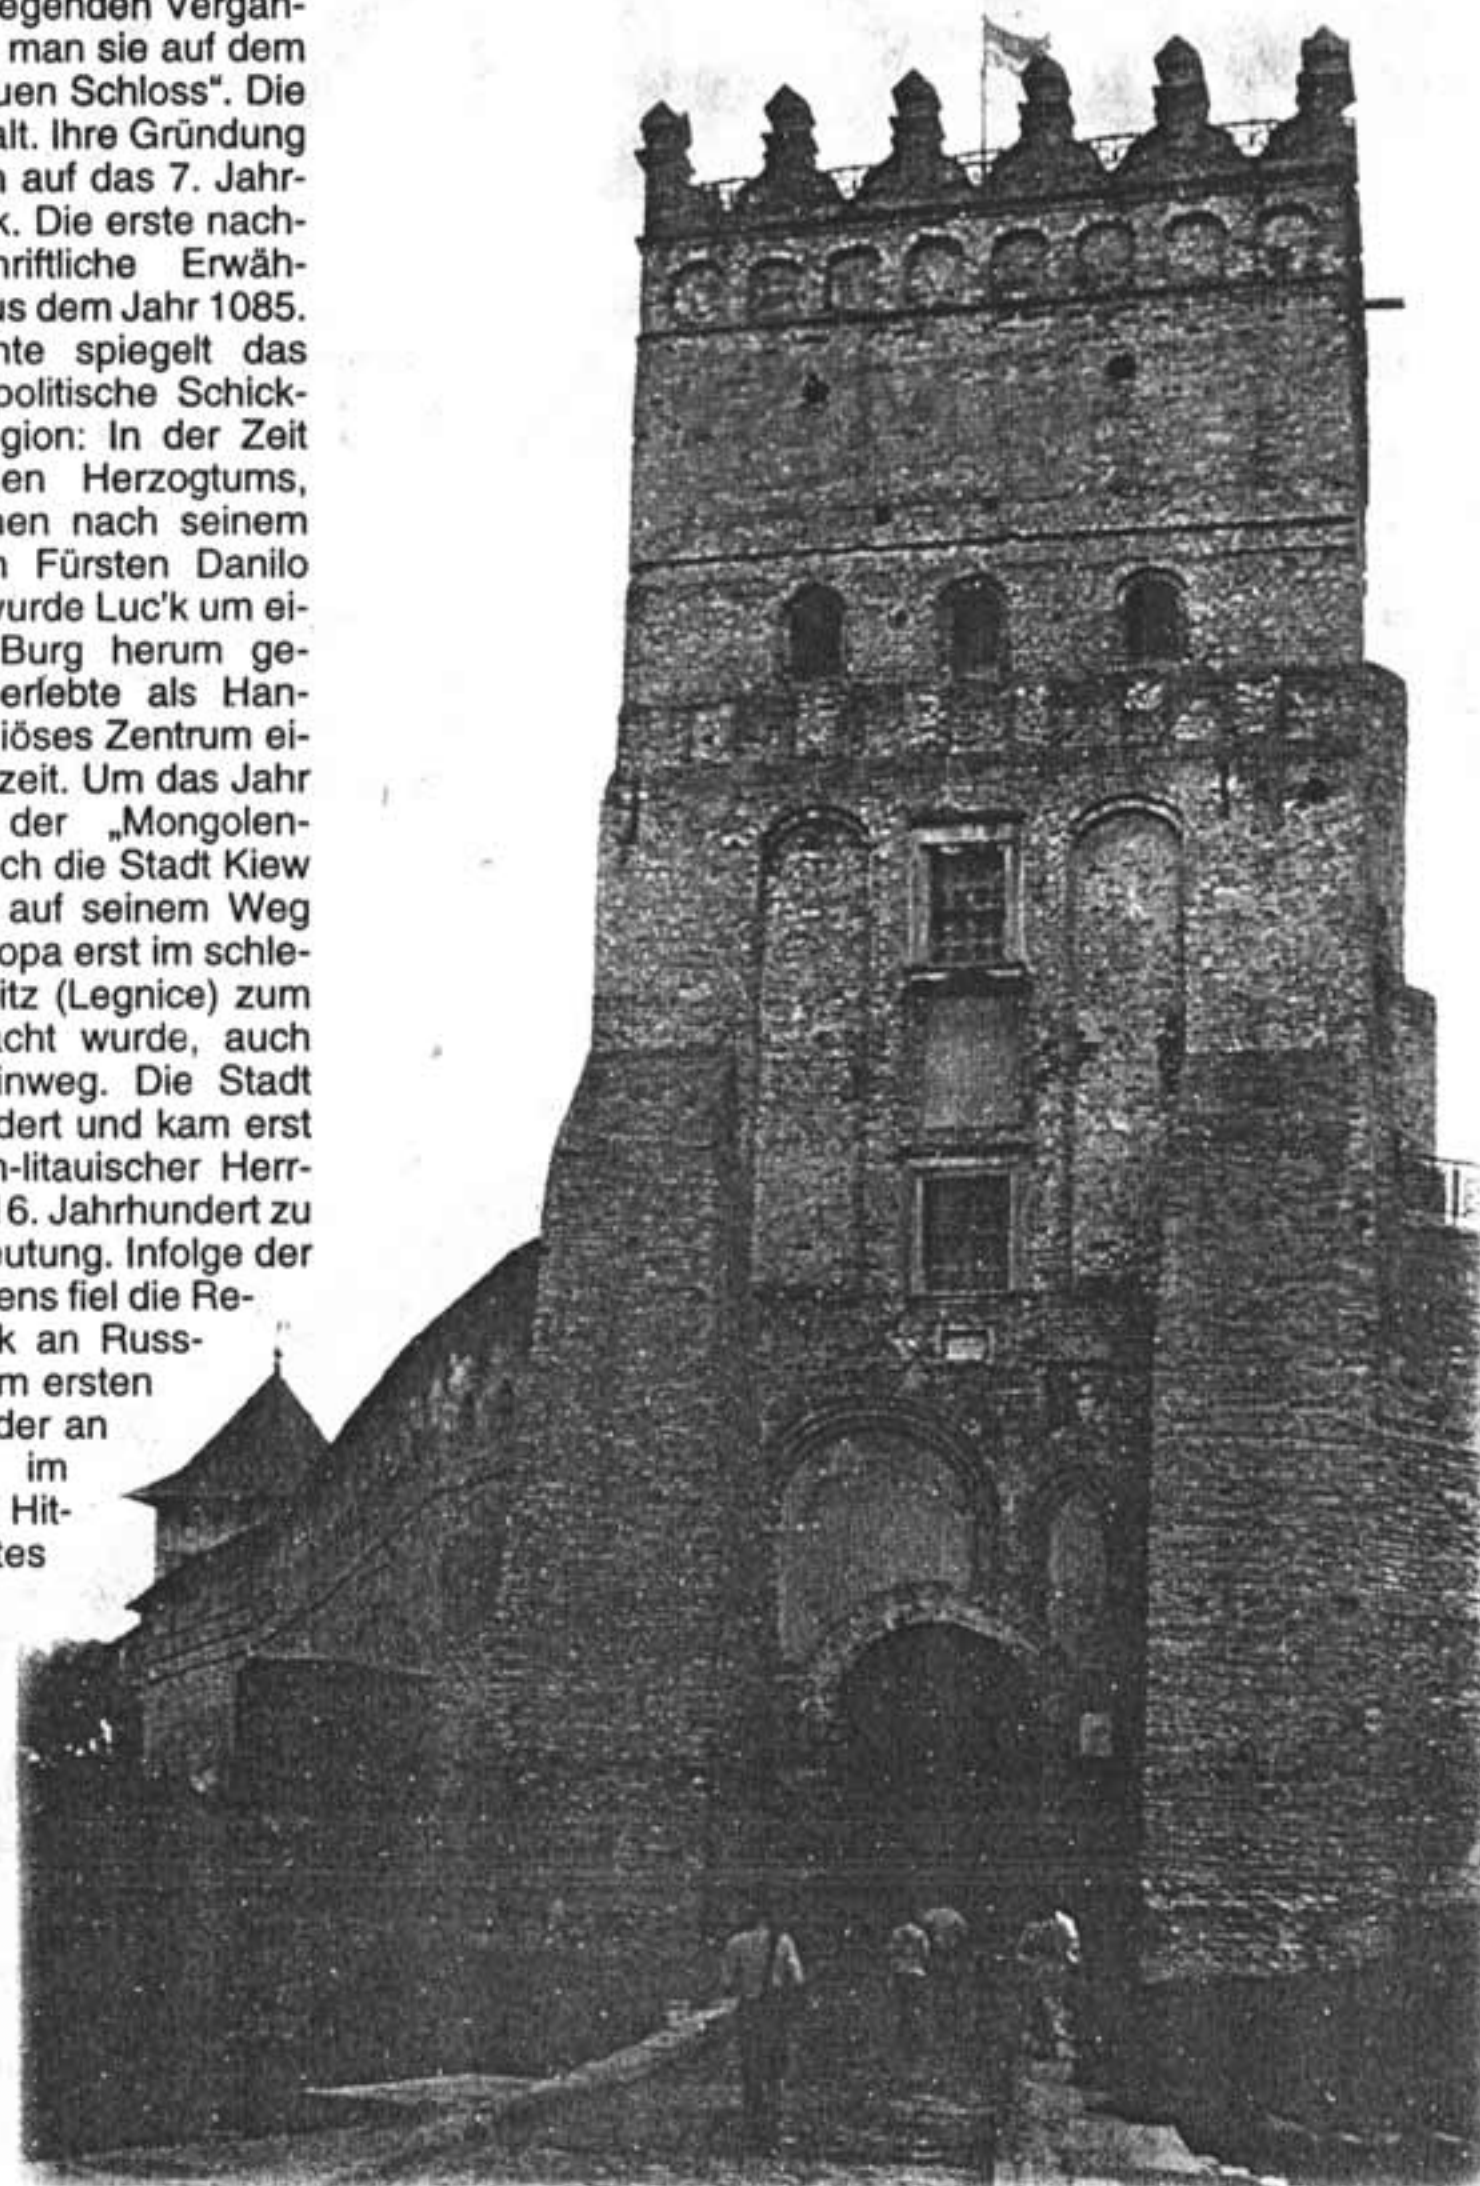 egenden Vergan-
man sie auf dem
uen Schloss“. Die
alt. Ihre Gründung
n auf das 7. Jahr-
k. Die erste nach-
hriftliche Erwäh-
us dem Jahr 1085.
nte spiegelt das
politische Schick-
gion: In der Zeit
en Herzogtums,
nen nach seinem
n Fürsten Danilo
wurde Luc'k um ei-
Burg herum ge-
erlebte als Han-
iöses Zentrum ei-
zeit. Um das Jahr
der „Mongolen-
ch die Stadt Kiew
auf seinem Weg
opa erst im schle-
itz (Legnice) zum
acht wurde, auch
inweg. Die Stadt
dert und kam erst
n-litauischer Herr-
16. Jahrhundert zu
eutung. Infolge der
ens fiel die Re-
k an Russ-
m ersten
der an
im
Hit-
tes